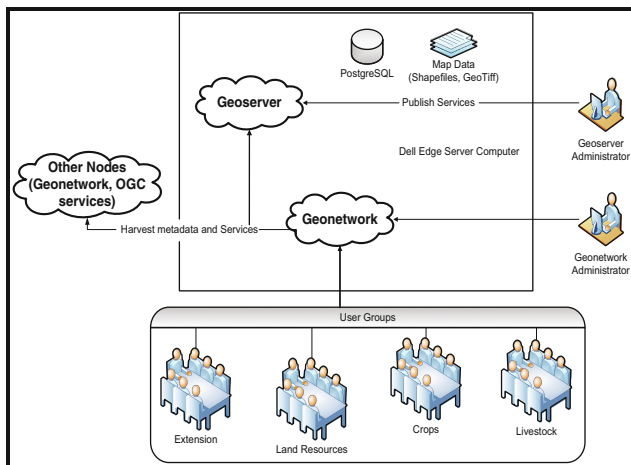 PostgreSQL
Map Data
(Shapefiles, GeoTiff)
Geoserver
Publish Services
Geoserver
Administrator
Dell Edge Server Computer
Other Nodes
(Geonetwork, OGC
services)
Geonetwork
Harvest metadata and Services
Geonetwork
Administrator
User Groups
Extension
Land Resources
Crops
Livestock